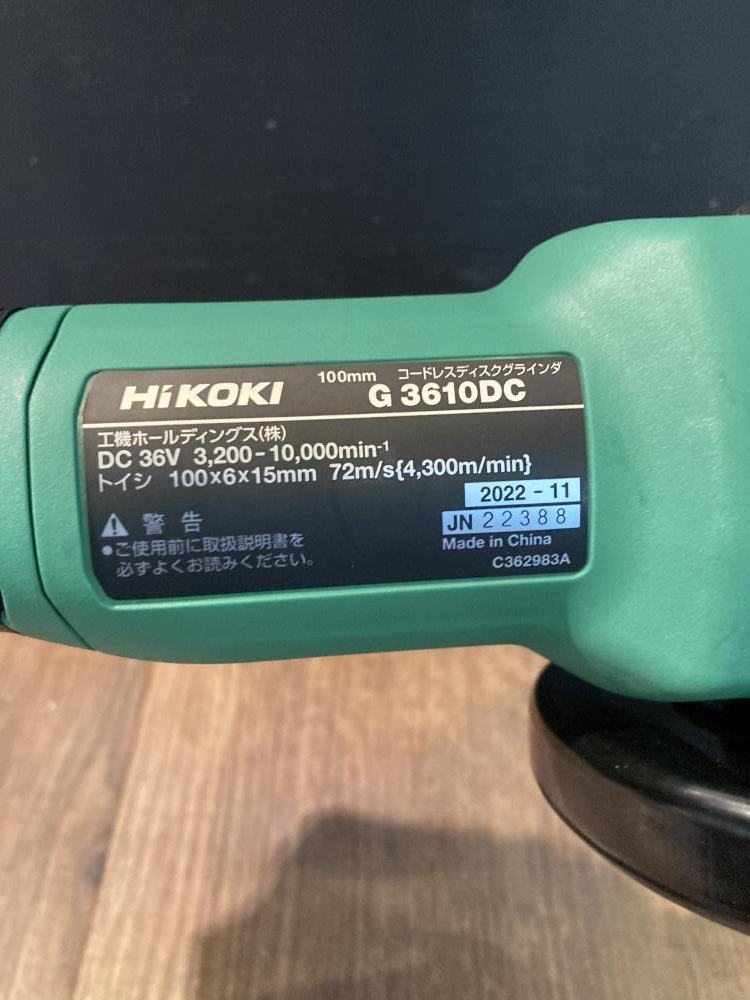 HiKOKI 100mm コードレスディスクグラインダ
G 3610DC
工機ホールディングス(株)
DC 36V 3,200-10,000min⁻¹
トイシ 100×6×15mm 72m/s{4,300m/min}
2022 - 11
JN 22388
Made in China
C362983A
⚠ 警告
●ご使用前に取扱説明書を
必ずよくお読みください。